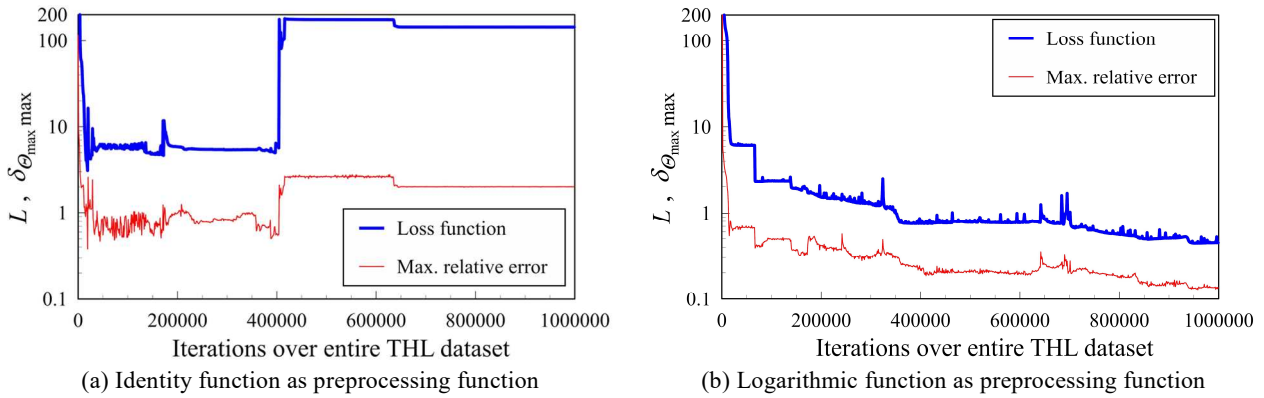 200
100
10
1
0.1
L , δΘmax max
0
200000
400000
600000
800000
1000000
Loss function
Max. relative error
Iterations over entire THL dataset
(a) Identity function as preprocessing function
200
100
10
1
0.1
L , δΘmax max
0
200000
400000
600000
800000
1000000
Loss function
Max. relative error
Iterations over entire THL dataset
(b) Logarithmic function as preprocessing function